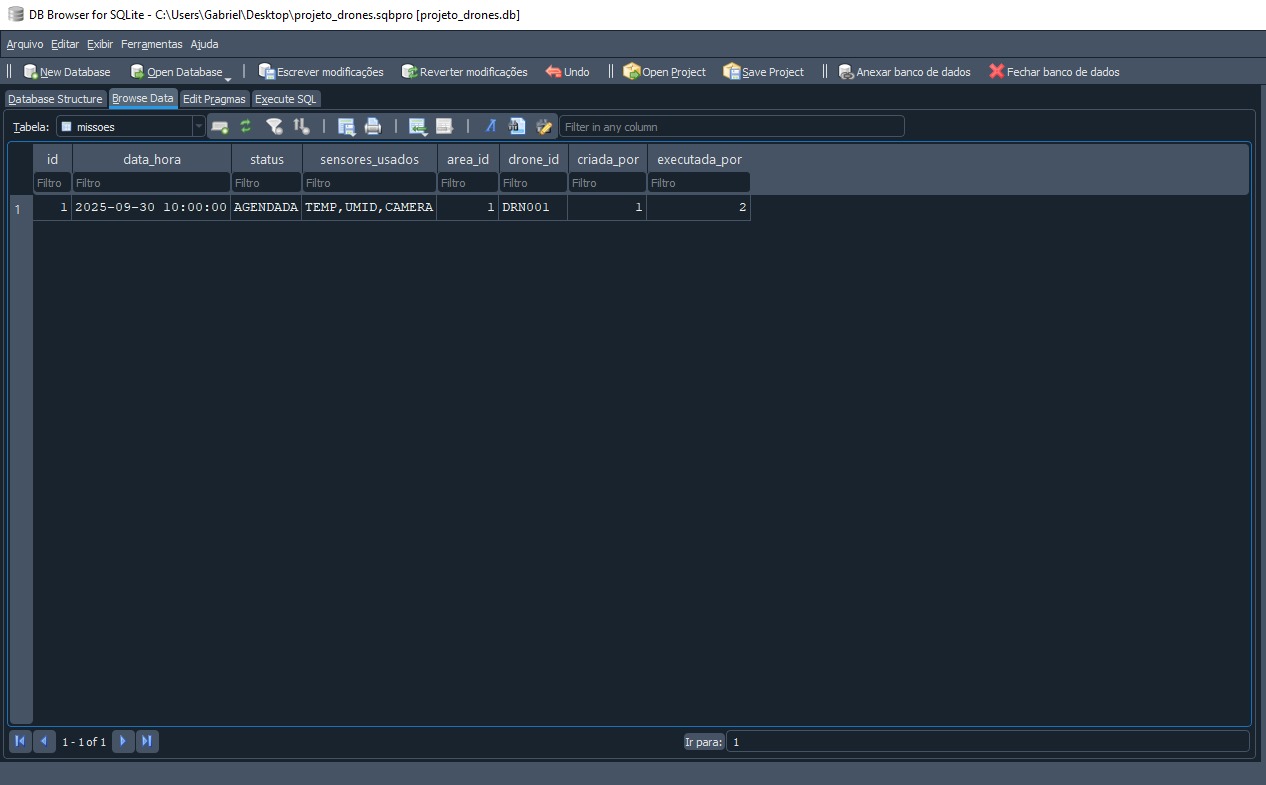 DB Browser for SQLite - C:\Users\Gabriel\Desktop\projeto_drones.sqbpro [projeto_drones.db]
Arquivo Editar Exibir Ferramentas Ajuda
New Database Open Database Escrever modificações Reverter modificações Undo Open Project Save Project Anexar banco de dados Fechar banco de dados
Database Structure Browse Data Edit Pragmas Execute SQL
Tabela: missoes Filter in any column
id data_hora status sensores_usados area_id drone_id criada_por executada_por
Filtro Filtro Filtro Filtro Filtro Filtro Filtro Filtro
1 1 2025-09-30 10:00:00 AGENDADA TEMP,UMID,CAMERA 1 DRN001 1 2
1 - 1 of 1 Ir para: 1